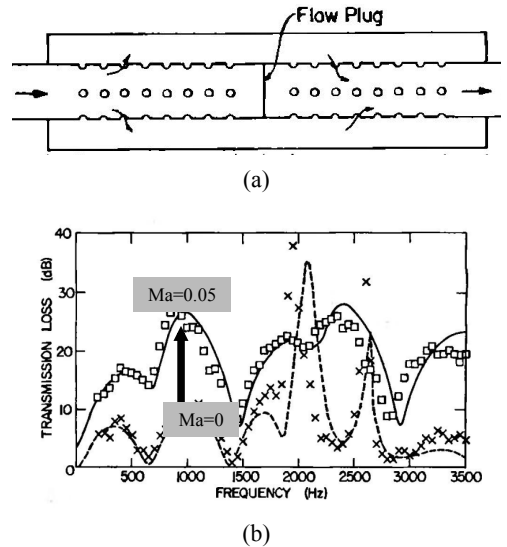 Flow Plug
(a)
TRANSMISSION LOSS (dB)
40
30
20
10
0
Ma=0.05
Ma=0
500 1000 1500 2000 2500 3000 3500
FREQUENCY (Hz)
(b)